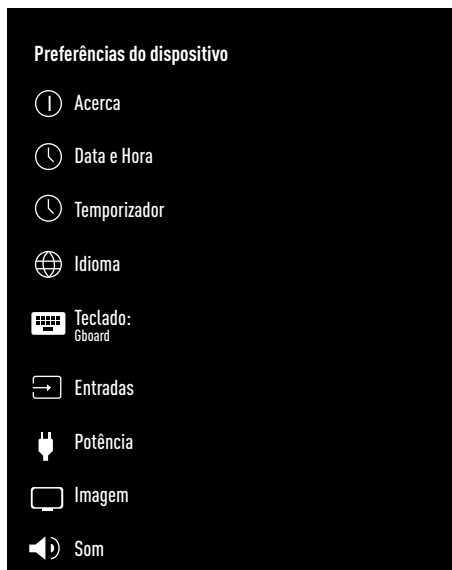 Preferências do dispositivo
Acerca
Data e Hora
Temporizador
Idioma
Teclado:
Gboard
Entradas
Potência
Imagem
Som